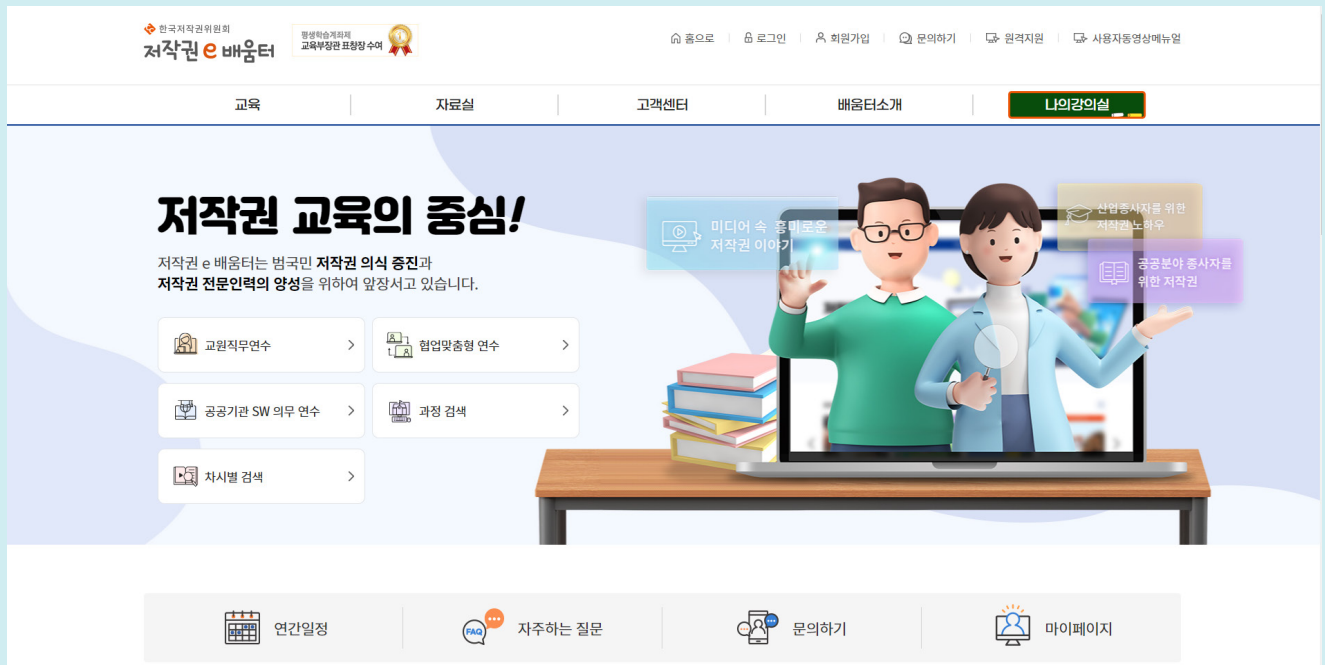 한국저작권위원회
저작권 e 배움터
평생학습계좌제
교육부장관 표창장 수여
홈으로
로그인
회원가입
문의하기
원격지원
사용자동영상메뉴얼
교육
자료실
고객센터
배움터소개
나의강의실
저작권 교육의 중심!
저작권 e 배움터는 범국민 저작권 의식 증진과
저작권 전문인력의 양성을 위하여 앞장서고 있습니다.
교원직무연수
협업맞춤형 연수
공공기관 SW 의무 연수
과정 검색
차시별 검색
미디어 속 흥미로운
저작권 이야기
산업종사자를 위한
저작권 노하우
공공분야 종사자를
위한 저작권
연간일정
FAQ
자주하는 질문
문의하기
마이페이지